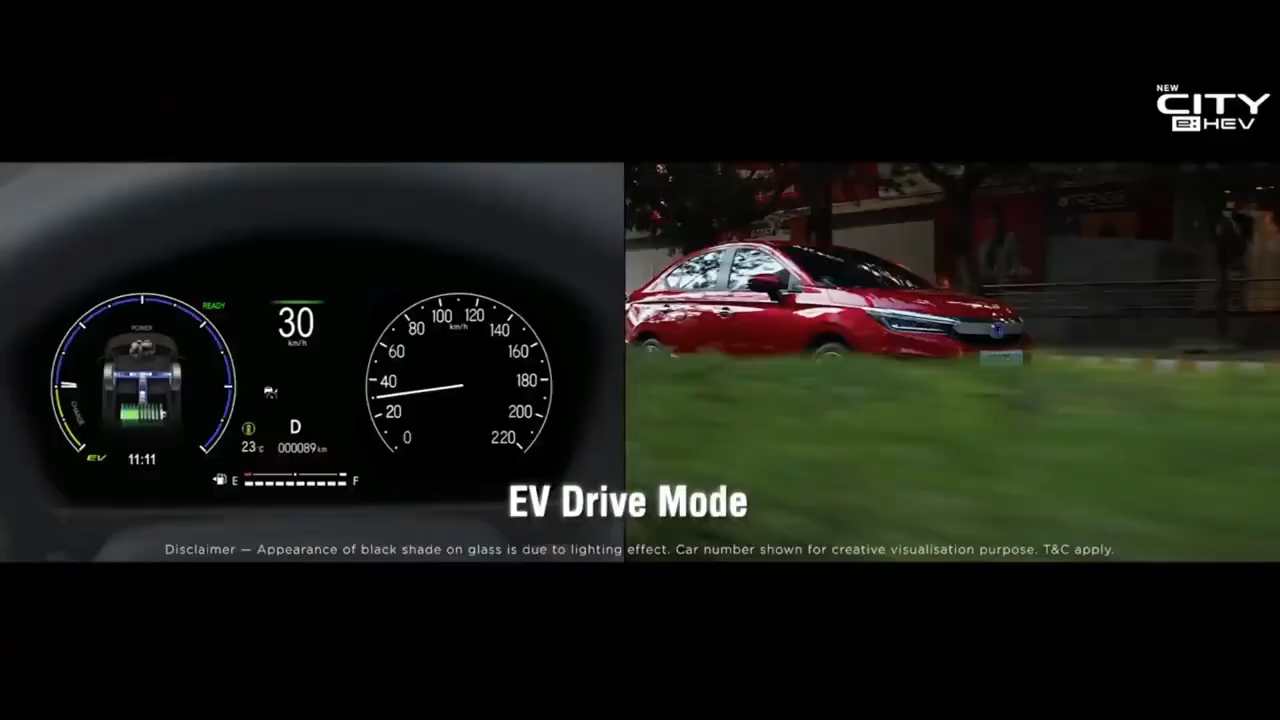 NEW
CITY
e:HEV
READY
POWER
30
km/h
CHARGE
D
23°C
000089 km
EV
11:11
E
F
0
20
40
60
80
100
120
140
160
180
200
220
km/h
EV Drive Mode
Disclaimer — Appearance of black shade on glass is due to lighting effect. Car number shown for creative visualisation purpose. T&C apply.